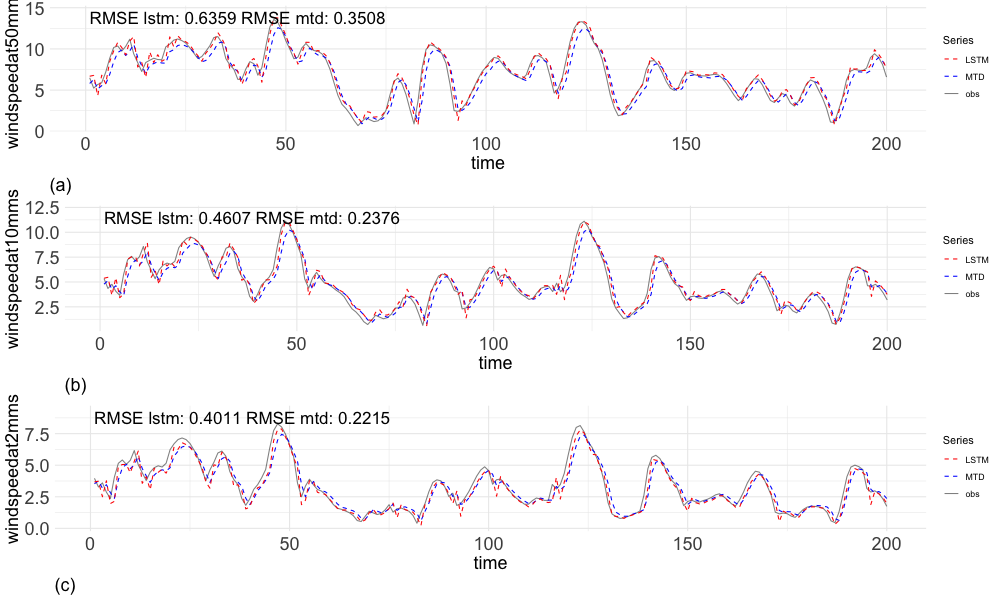 windspeedat50mm
15
10
5
0
RMSE lstm: 0.6359 RMSE mtd: 0.3508
0 50 100 150 200
time
(a)
Series
LSTM
MTD
obs
windspeedat10mms
12.5
10.0
7.5
5.0
2.5
RMSE lstm: 0.4607 RMSE mtd: 0.2376
0 50 100 150 200
time
(b)
Series
LSTM
MTD
obs
windspeedat2mms
7.5
5.0
2.5
0.0
RMSE lstm: 0.4011 RMSE mtd: 0.2215
0 50 100 150 200
time
(c)
Series
LSTM
MTD
obs